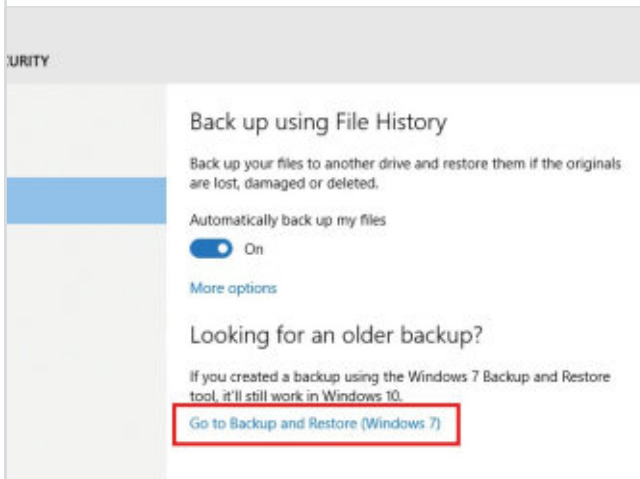 URITY
Back up using File History
Back up your files to another drive and restore them if the originals
are lost, damaged or deleted.
Automatically back up my files
On
More options
Looking for an older backup?
If you created a backup using the Windows 7 Backup and Restore
tool, it'll still work in Windows 10.
Go to Backup and Restore (Windows 7)